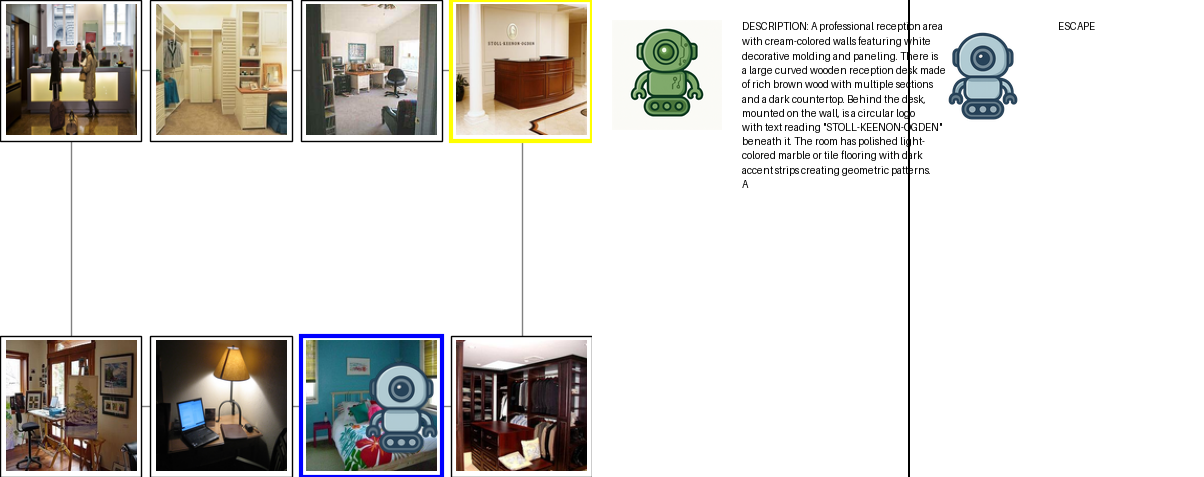 STOLL·KEENON·OGDEN
DESCRIPTION: A professional reception area
with cream-colored walls featuring white
decorative molding and paneling. There is
a large curved wooden reception desk made
of rich brown wood with multiple sections
and a dark countertop. Behind the desk,
mounted on the wall, is a circular logo
with text reading "STOLL-KEENON-OGDEN"
beneath it. The room has polished light-
colored marble or tile flooring with dark
accent strips creating geometric patterns.
A
ESCAPE